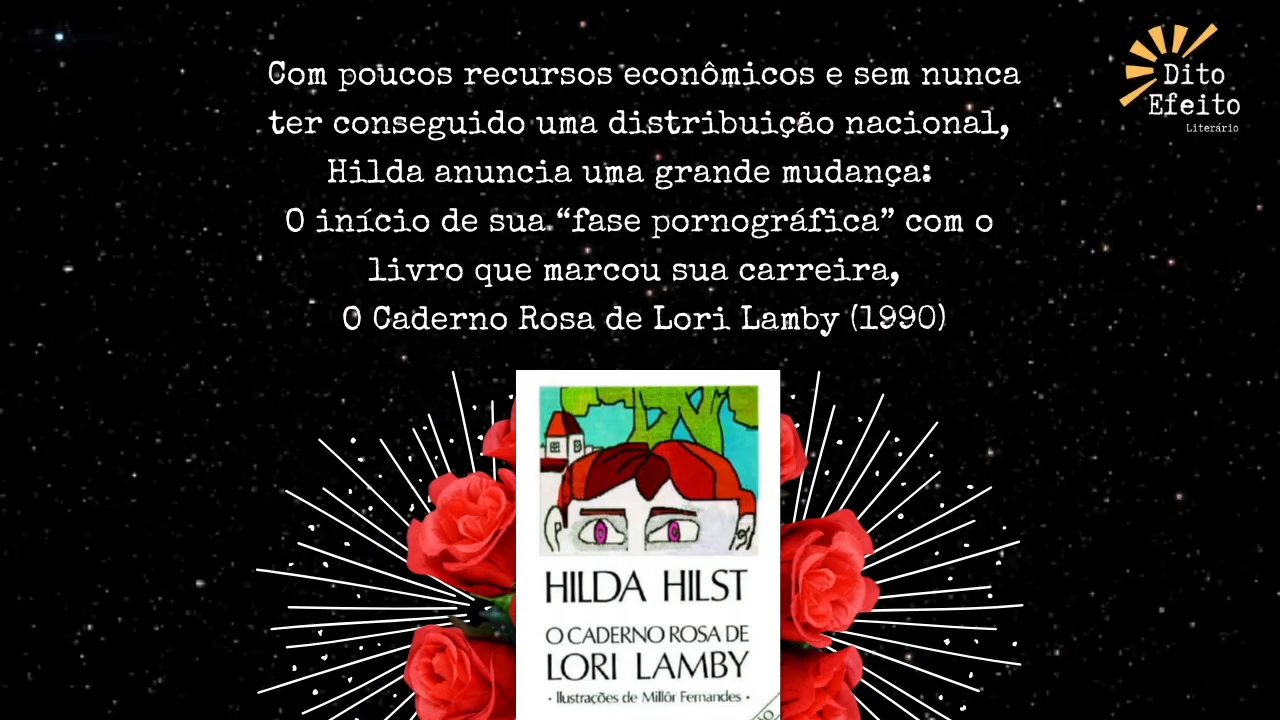 Com poucos recursos econômicos e sem nunca
ter conseguido uma distribuição nacional,
Hilda anuncia uma grande mudança:
O início de sua “fase pornográfica” com o
livro que marcou sua carreira,
O Caderno Rosa de Lori Lamby (1990)
Dito
Efeito
Literário
HILDA HILST
O CADERNO ROSA DE
LORI LAMBY
· Ilustrações de Millôr Fernandes ·